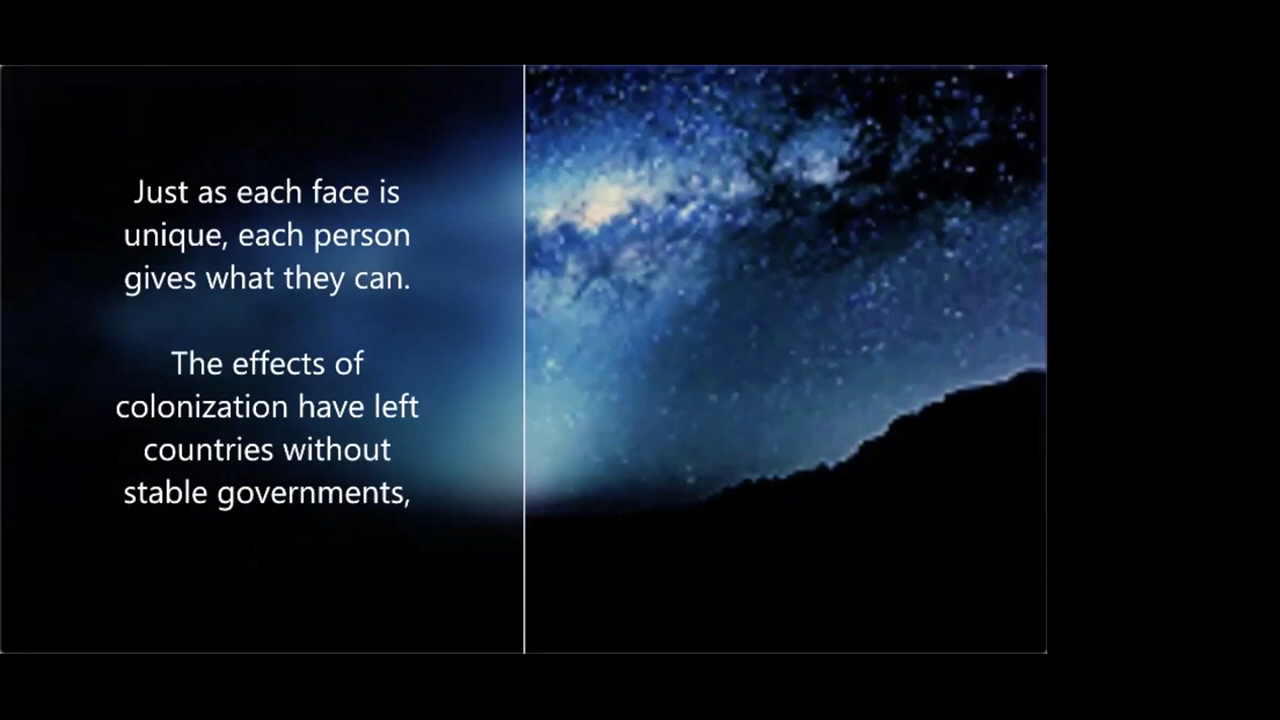 Just as each face is
unique, each person
gives what they can.
The effects of
colonization have left
countries without
stable governments,